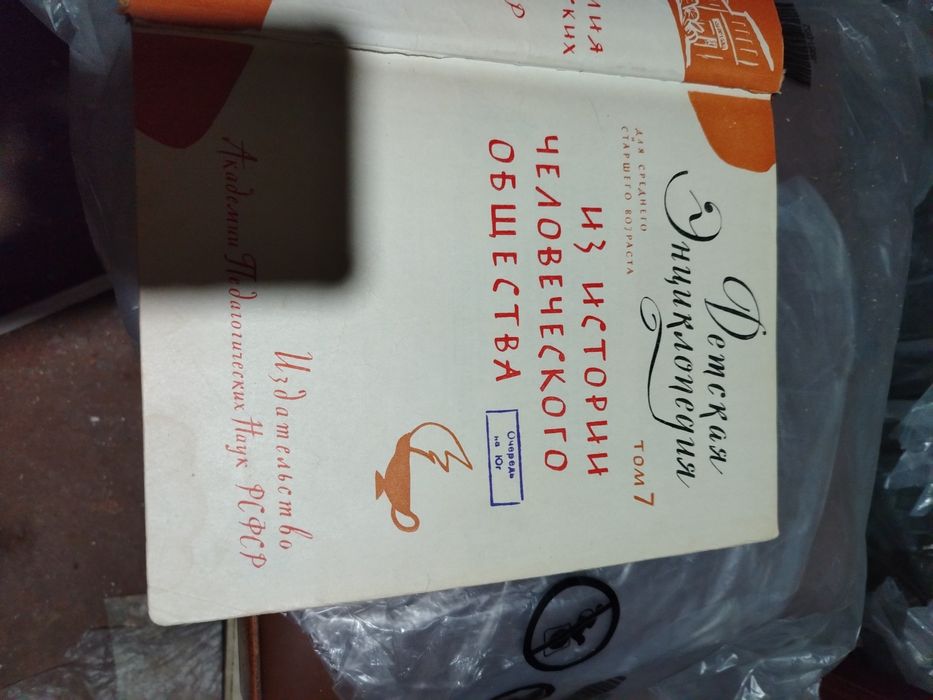 Детская
Энциклопедия
ДЛЯ СРЕДНЕГО
И
СТАРШЕГО ВОЗРАСТА
ТОМ 7
ИЗ ИСТОРИИ
ЧЕЛОВЕЧЕСКОГО
ОБЩЕСТВА
Очередь
на Юг
Издательство
Академии Педагогических Наук РСФСР